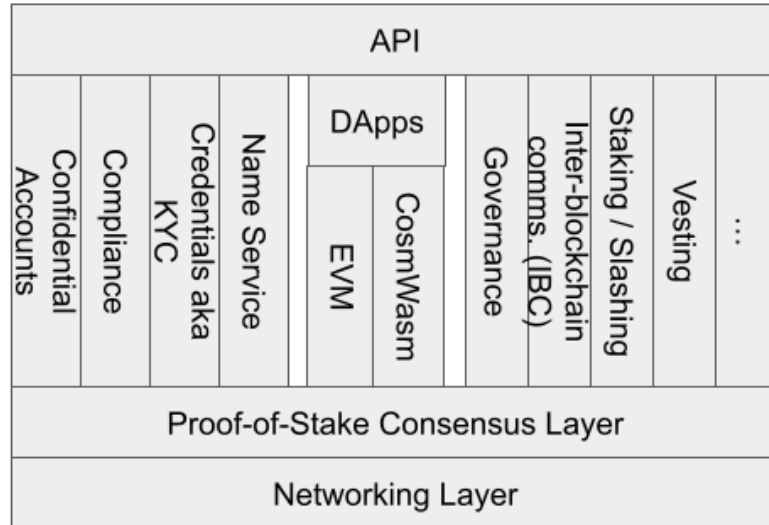 API
Confidential
Accounts
Compliance
Credentials aka
KYC
Name Service
DApps
EVM
CosmWasm
Governance
Inter-blockchain
comms. (IBC)
Staking / Slashing
Vesting
...
Proof-of-Stake Consensus Layer
Networking Layer